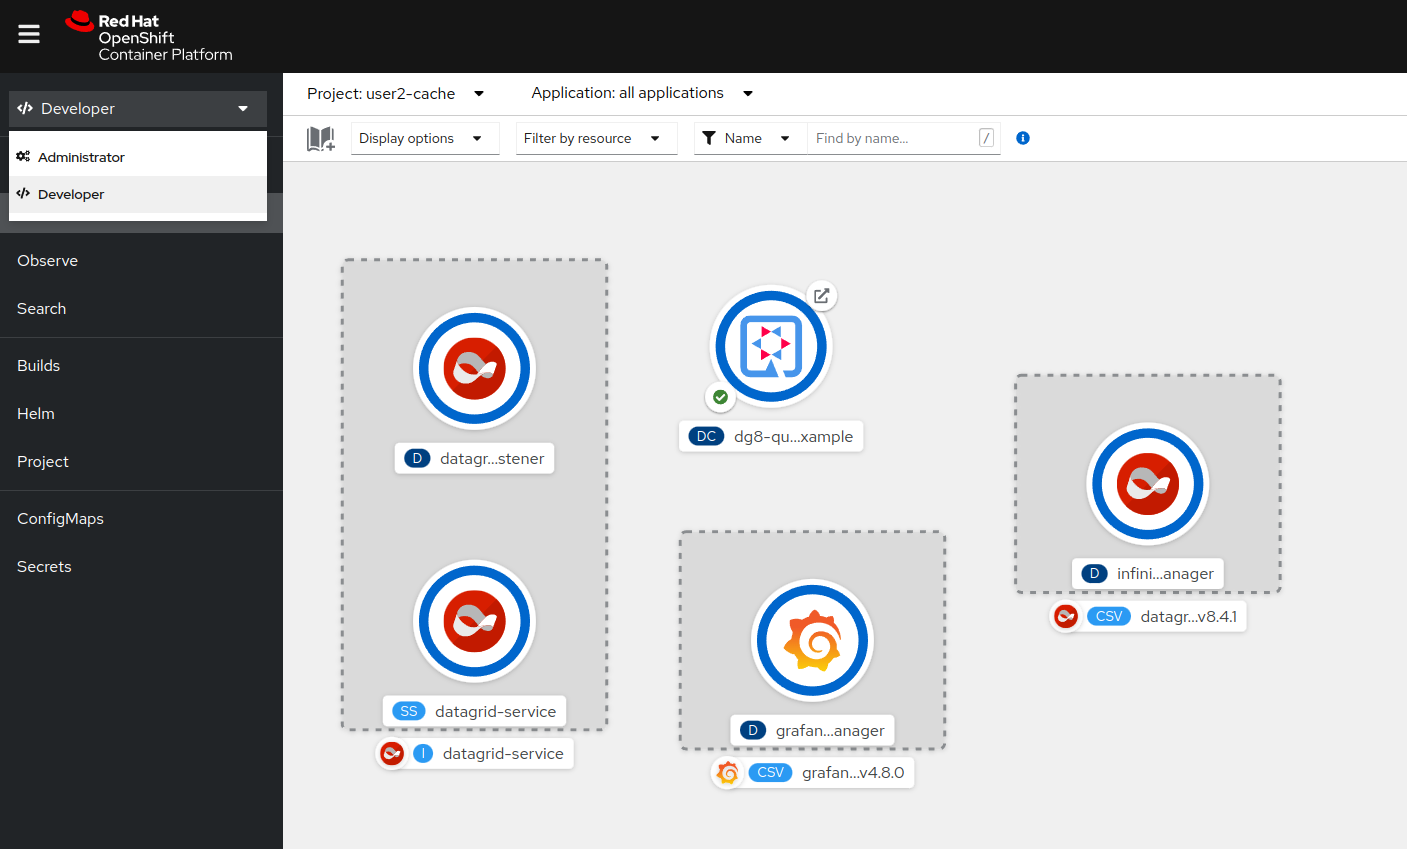 Red Hat
OpenShift
Container Platform
Developer
Administrator
Developer
Observe
Search
Builds
Helm
Project
ConfigMaps
Secrets
Project: user2-cache
Application: all applications
Display options
Filter by resource
Name
Find by name...
/
D datagr...stener
SS datagrid-service
I datagrid-service
DC dg8-qu...xample
D grafan...anager
CSV grafan...v4.8.0
D infini...anager
CSV datagr...v8.4.1